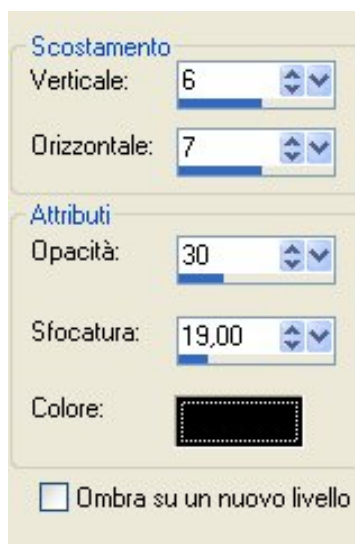 Scostamento
Verticale: 6
Orizzontale: 7
Attributi
Opacità: 30
Sfocatura: 19,00
Colore:
Ombra su un nuovo livello